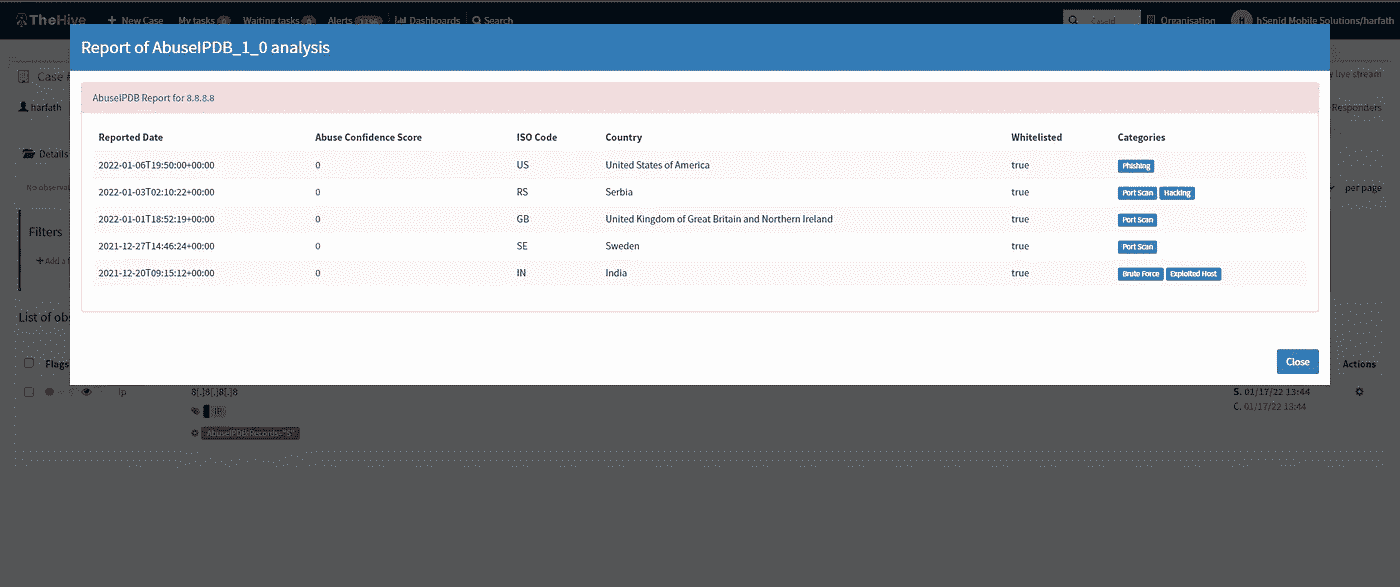 TheHive + New Case My tasks Waiting tasks Alerts Dashboards Search Organisation hSenid Mobile Solutions/harfath
Report of AbuseIPDB_1_0 analysis
Case
live stream
AbuseIPDB Report for 8.8.8.8
harfath
Responders
Reported Date Abuse Confidence Score ISO Code Country Whitelisted Categories
Details
2022-01-06T19:50:00+00:00 0 US United States of America true Phishing
No observa
per page
2022-01-03T02:10:22+00:00 0 RS Serbia true Port Scan Hacking
2022-01-01T18:52:19+00:00 0 GB United Kingdom of Great Britain and Northern Ireland true Port Scan
Filters
2021-12-27T14:46:24+00:00 0 SE Sweden true Port Scan
+ Add a f
2021-12-20T09:15:12+00:00 0 IN India true Brute Force Exploited Host
List of obs
Close
Flags
Actions
ip 8[.]8[.]8[.]8 S. 01/17/22 13:44
C. 01/17/22 13:44